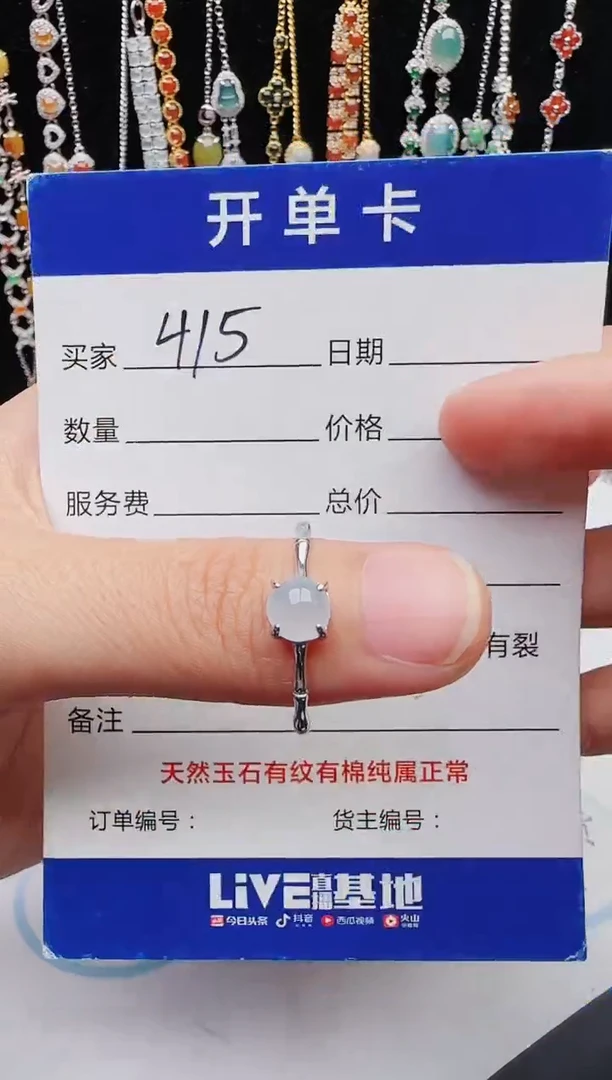 开单卡
买家 415 日期
数量 价格
服务费 总价
有裂
备注
天然玉石有纹有棉纯属正常
订单编号： 货主编号：
LiVE直播基地
今日头条 抖音 西瓜视频 火山